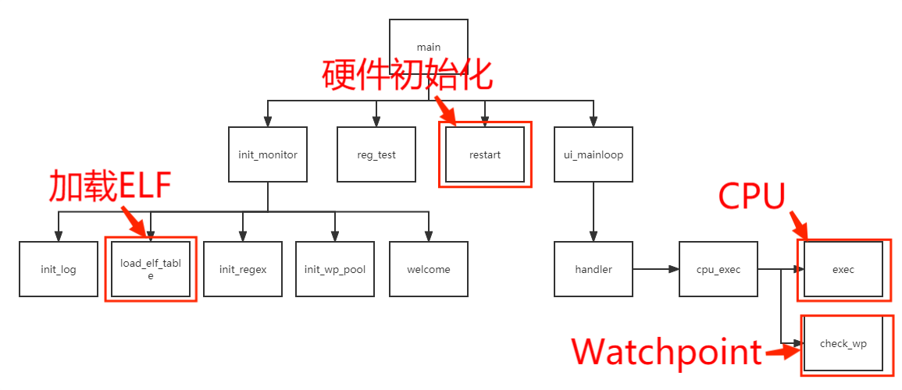 main
硬件初始化
init_monitor
reg_test
restart
ui_mainloop
加载ELF
CPU
init_log
load_elf_tabl
e
init_regex
init_wp_pool
welcome
handler
cpu_exec
exec
Watchpoint
check_wp